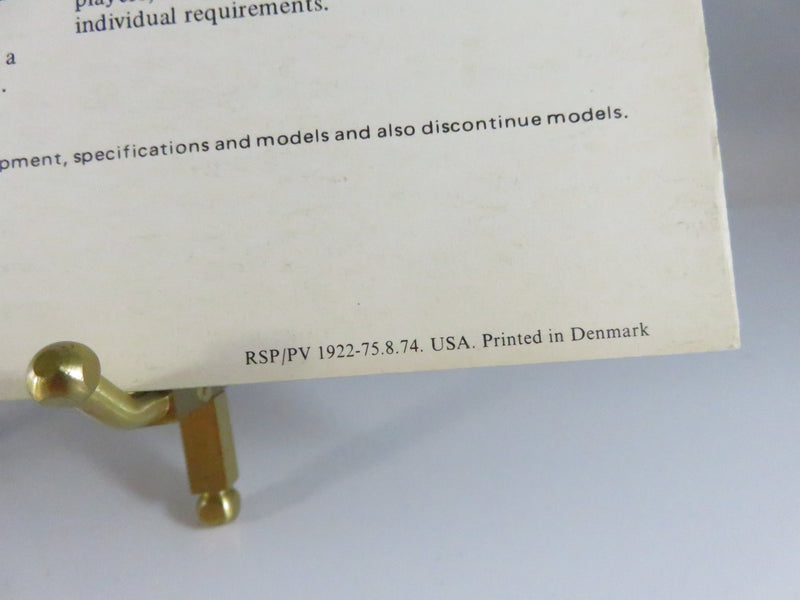 players,
individual requirements.
a
.
pment, specifications and models and also discontinue models.
RSP/PV 1922-75.8.74. USA. Printed in Denmark